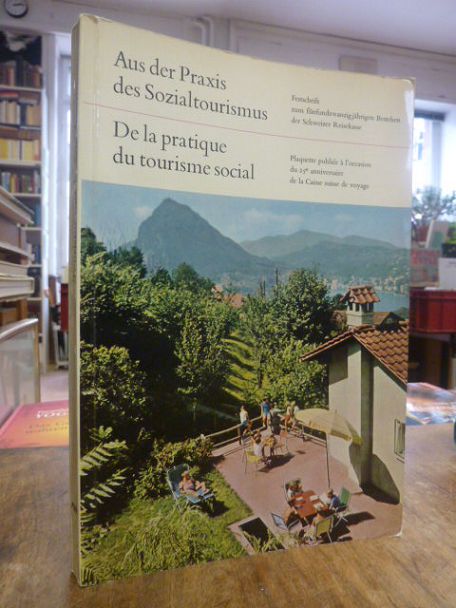 Aus der Praxis
des Sozialtourismus
Festschrift
zum fünfundzwanzigjährigen Bestehen
der Schweizer Reisekasse
De la pratique
du tourisme social
Plaquette publiée à l'occasion
du 25e anniversaire
de la Caisse suisse de voyage